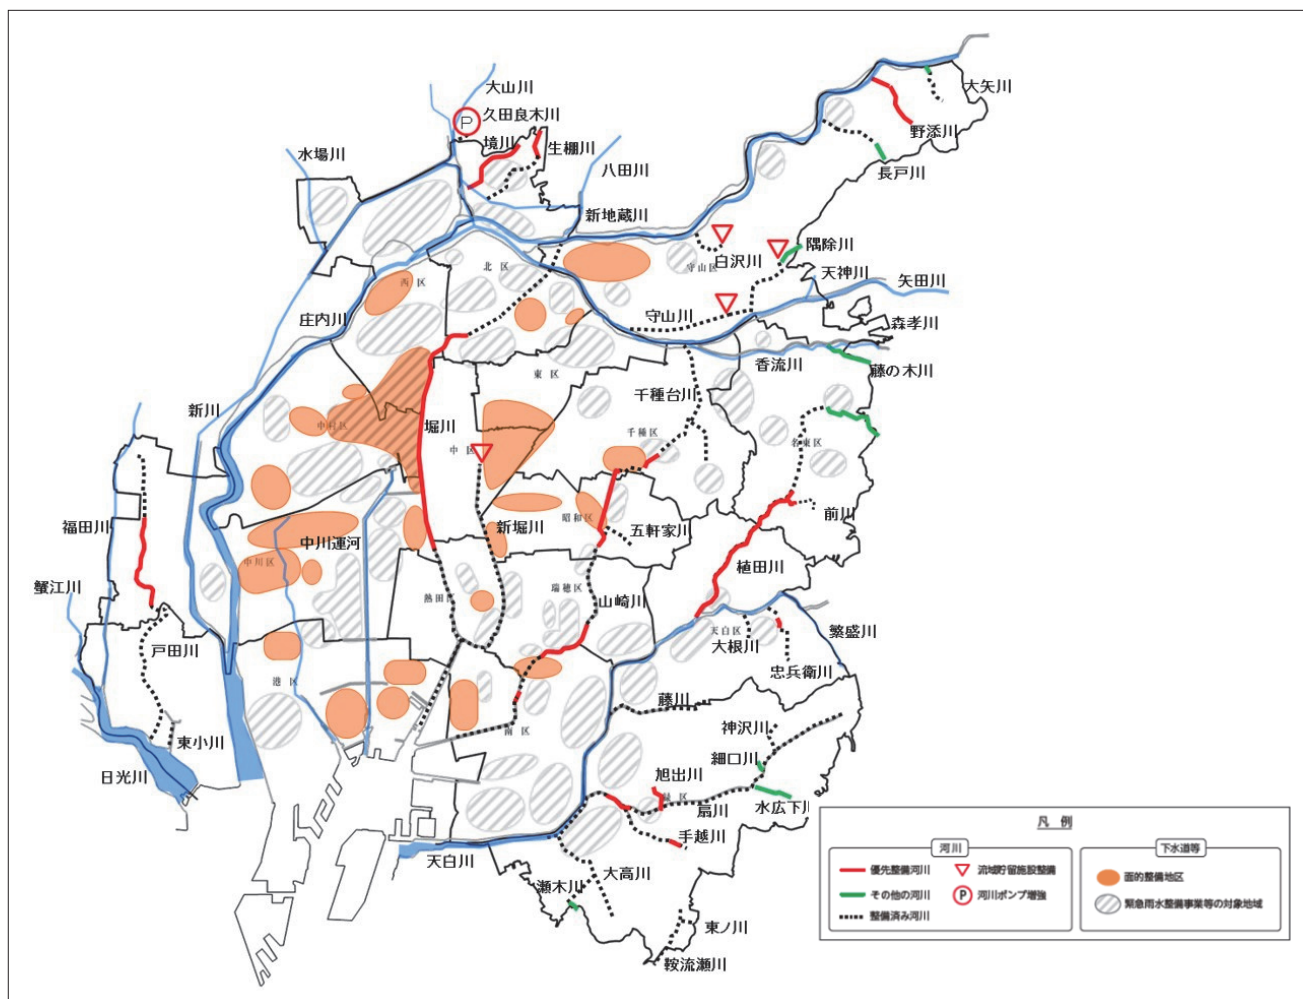 大山川
大矢川
P
久田良木川
野添川
境川
生棚川
水場川
八田川
長戸川
新地蔵川
隅除川
白沢川
守山区
北区
天神川
矢田川
西区
庄内川
守山川
森孝川
香流川
藤の木川
東区
千種台川
新川
堀川
中村区
千種区
名東区
中区
福田川
新堀川
昭和区
前川
五軒家川
中川運河
中川区
植田川
蟹江川
熱田区
瑞穂区
山崎川
天白区
繁盛川
大根川
戸田川
忠兵衛川
港区
藤川
神沢川
東小川
南区
細口川
日光川
旭出川
緑区
扇川
水広下川
手越川
天白川
大高川
瀬木川
東ノ川
鞍流瀬川
凡例
河川
下水道等
優先整備河川
流域貯留施設整備
面的整備地区
その他の河川
P
河川ポンプ増強
緊急雨水整備事業等の対象地域
整備済み河川